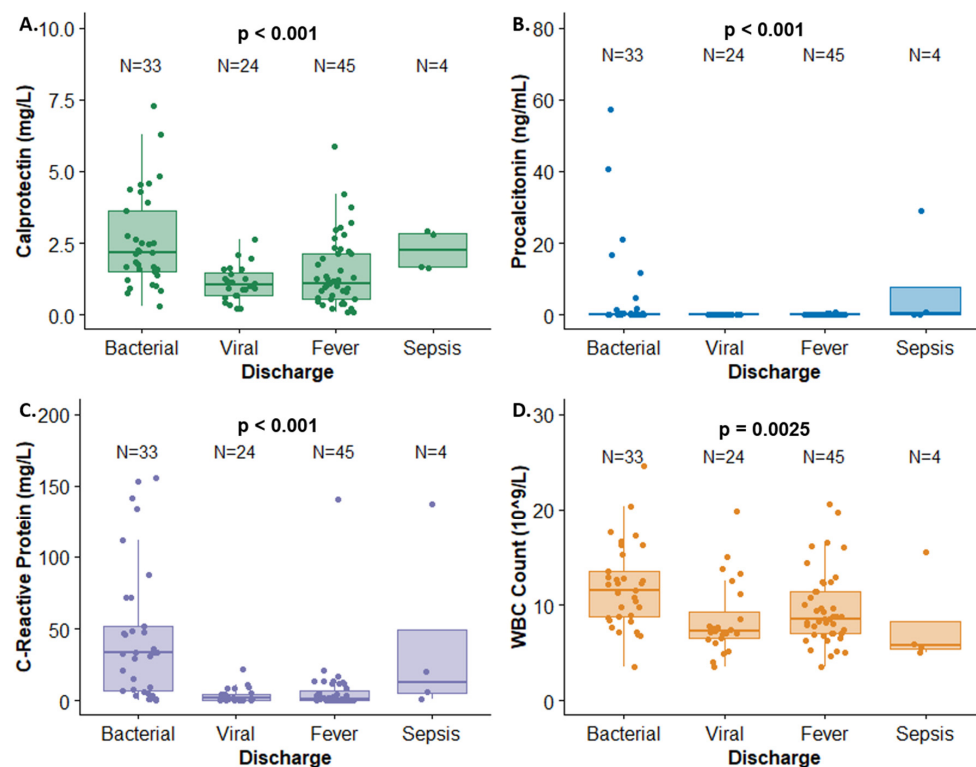 A.
p < 0.001
N=33 N=24 N=45 N=4
Calprotectin (mg/L)
10.0
7.5
5.0
2.5
0.0
Bacterial Viral Fever Sepsis
Discharge
B.
p < 0.001
N=33 N=24 N=45 N=4
Procalcitonin (ng/mL)
80
60
40
20
0
Bacterial Viral Fever Sepsis
Discharge
C.
p < 0.001
N=33 N=24 N=45 N=4
C-Reactive Protein (mg/L)
200
150
100
50
0
Bacterial Viral Fever Sepsis
Discharge
D.
p = 0.0025
N=33 N=24 N=45 N=4
WBC Count (10^9/L)
30
20
10
0
Bacterial Viral Fever Sepsis
Discharge